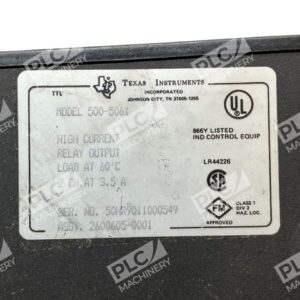 TEXAS INSTRUMENTS
INCORPORATED
JOHNSON CITY, TN 37605-1255
MODEL 500-5061
UL
866Y LISTED
IND CONTROL EQUIP
HIGH CURRENT
RELAY OUTPUT
LOAD AT 60°C
2 CH. AT 3.5 A
LR44226
SER. NO.
ASSY. 2600605-0001
FM
APPROVED
CLASS 1
DIV 2
HAZ. LOC.
PLC
MACHINERY